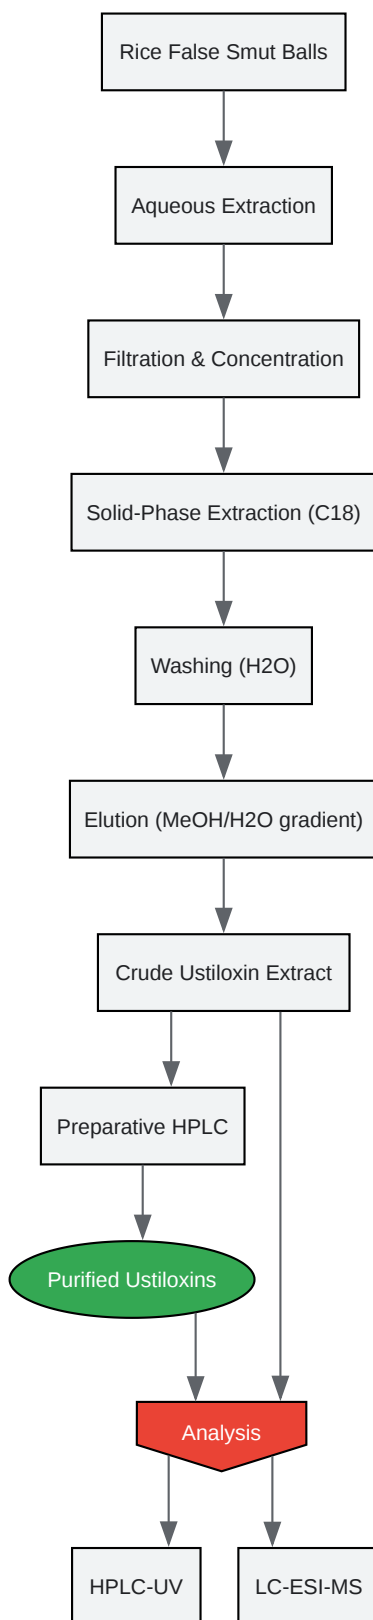 Rice False Smut Balls
Aqueous Extraction
Filtration & Concentration
Solid-Phase Extraction (C18)
Washing (H2O)
Elution (MeOH/H2O gradient)
Crude Ustiloxin Extract
Preparative HPLC
Purified Ustiloxins
Analysis
HPLC-UV
LC-ESI-MS